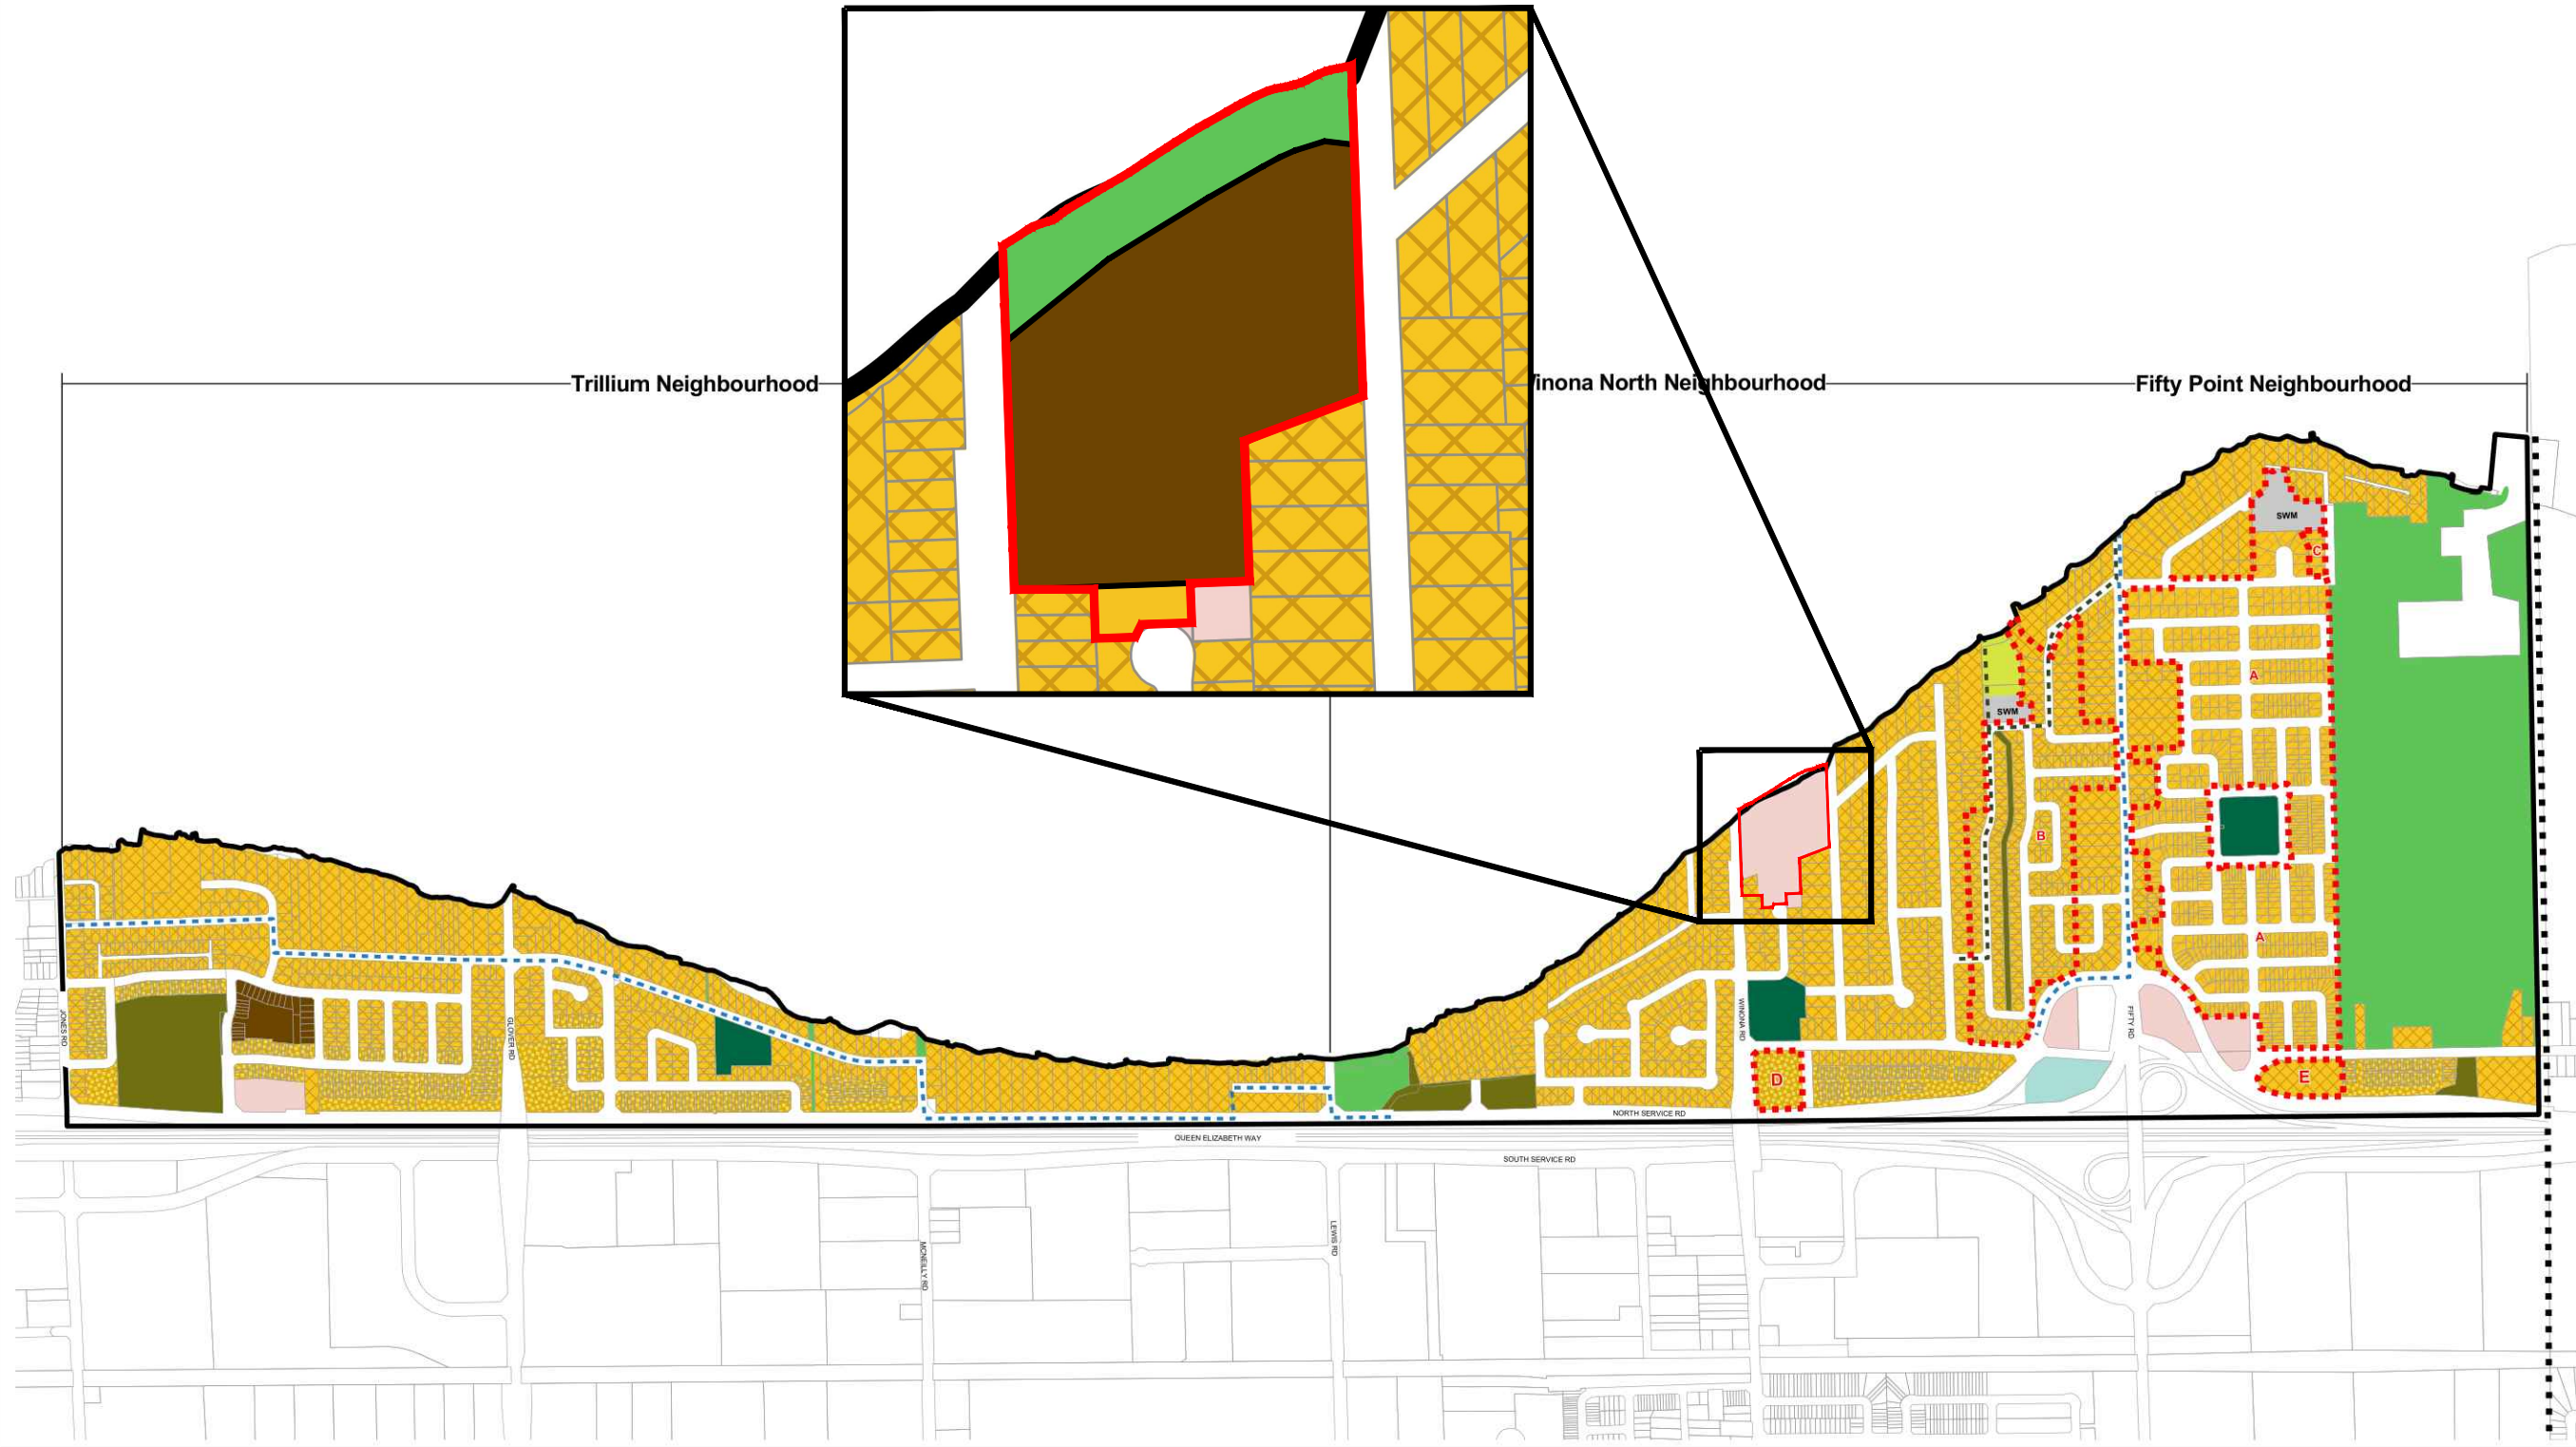 Trillium Neighbourhood
inona North Neighbourhood
Fifty Point Neighbourhood
SWM
C
A
SWM
B
A
JONES RD
GLOVER RD
WINONA RD
FIFTY RD
D
E
NORTH SERVICE RD
QUEEN ELIZABETH WAY
SOUTH SERVICE RD
MCNEILLY RD
LEWIS RD